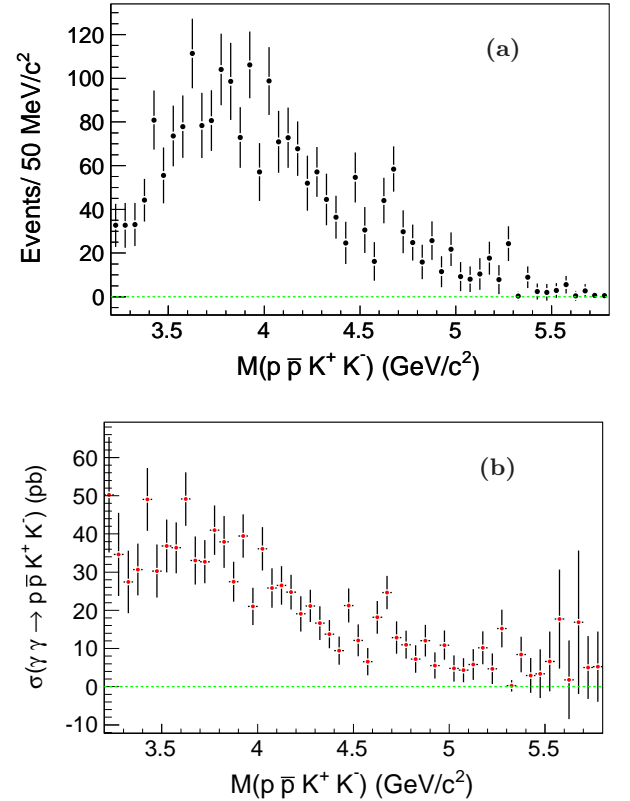 120
100
80
60
40
20
0
Events/ 50 MeV/c²
(a)
3.5 4 4.5 5 5.5
M(p p̅ K⁺ K⁻) (GeV/c²)
60
50
40
30
20
10
0
-10
σ(γ γ → p p̅ K⁺ K⁻) (pb)
(b)
3.5 4 4.5 5 5.5
M(p p̅ K⁺ K⁻) (GeV/c²)